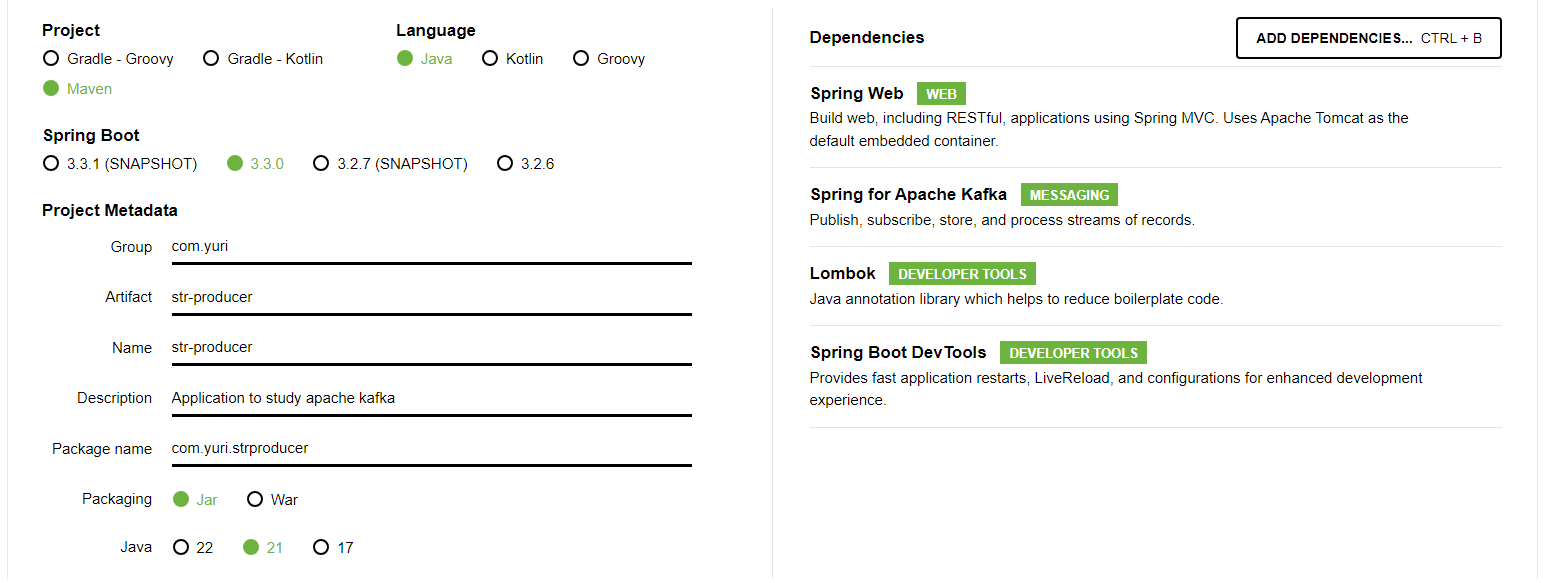 Project
Gradle - Groovy Gradle - Kotlin
Maven
Language
Java Kotlin Groovy
Spring Boot
3.3.1 (SNAPSHOT) 3.3.0 3.2.7 (SNAPSHOT) 3.2.6
Project Metadata
Group com.yuri
Artifact str-producer
Name str-producer
Description Application to study apache kafka
Package name com.yuri.strproducer
Packaging Jar War
Java 22 21 17
Dependencies
ADD DEPENDENCIES... CTRL + B
Spring Web WEB
Build web, including RESTful, applications using Spring MVC. Uses Apache Tomcat as the
default embedded container.
Spring for Apache Kafka MESSAGING
Publish, subscribe, store, and process streams of records.
Lombok DEVELOPER TOOLS
Java annotation library which helps to reduce boilerplate code.
Spring Boot DevTools DEVELOPER TOOLS
Provides fast application restarts, LiveReload, and configurations for enhanced development
experience.